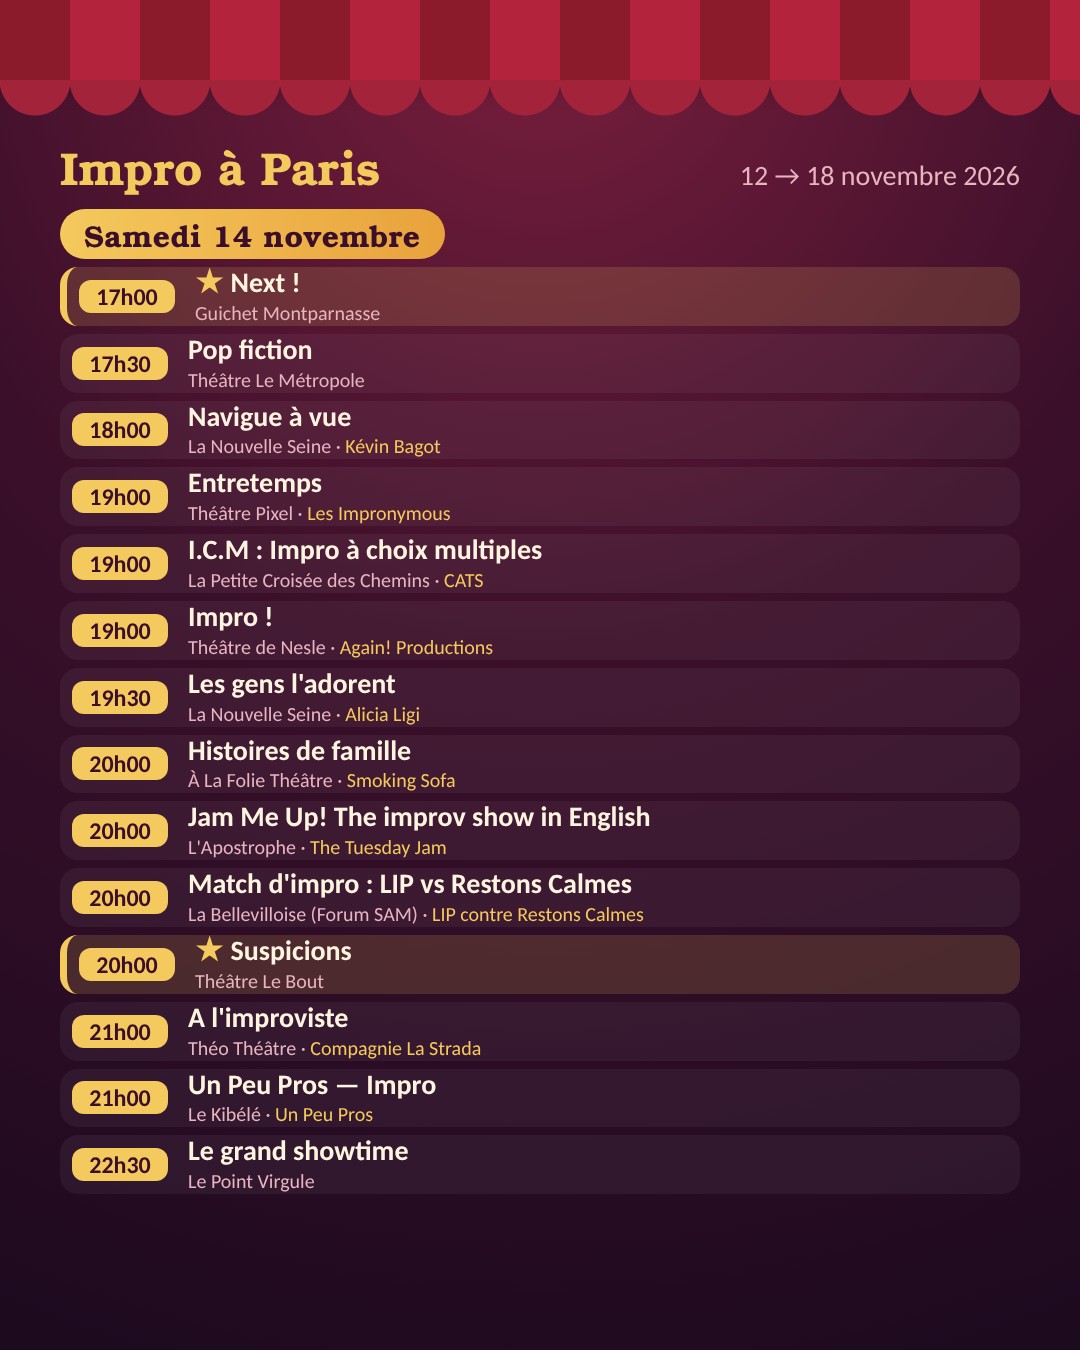 Impro à Paris
12 → 18 novembre 2026
Samedi 14 novembre
17h00
★ Next !
Guichet Montparnasse
17h30
Pop fiction
Théâtre Le Métropole
18h00
Navigue à vue
La Nouvelle Seine · Kévin Bagot
19h00
Entretemps
Théâtre Pixel · Les Impronymous
19h00
I.C.M : Impro à choix multiples
La Petite Croisée des Chemins · CATS
19h00
Impro !
Théâtre de Nesle · Again! Productions
19h30
Les gens l'adorent
La Nouvelle Seine · Alicia Ligi
20h00
Histoires de famille
À La Folie Théâtre · Smoking Sofa
20h00
Jam Me Up! The improv show in English
L'Apostrophe · The Tuesday Jam
20h00
Match d'impro : LIP vs Restons Calmes
La Bellevilloise (Forum SAM) · LIP contre Restons Calmes
20h00
★ Suspicions
Théâtre Le Bout
21h00
A l'improviste
Théo Théâtre · Compagnie La Strada
21h00
Un Peu Pros — Impro
Le Kibélé · Un Peu Pros
22h30
Le grand showtime
Le Point Virgule